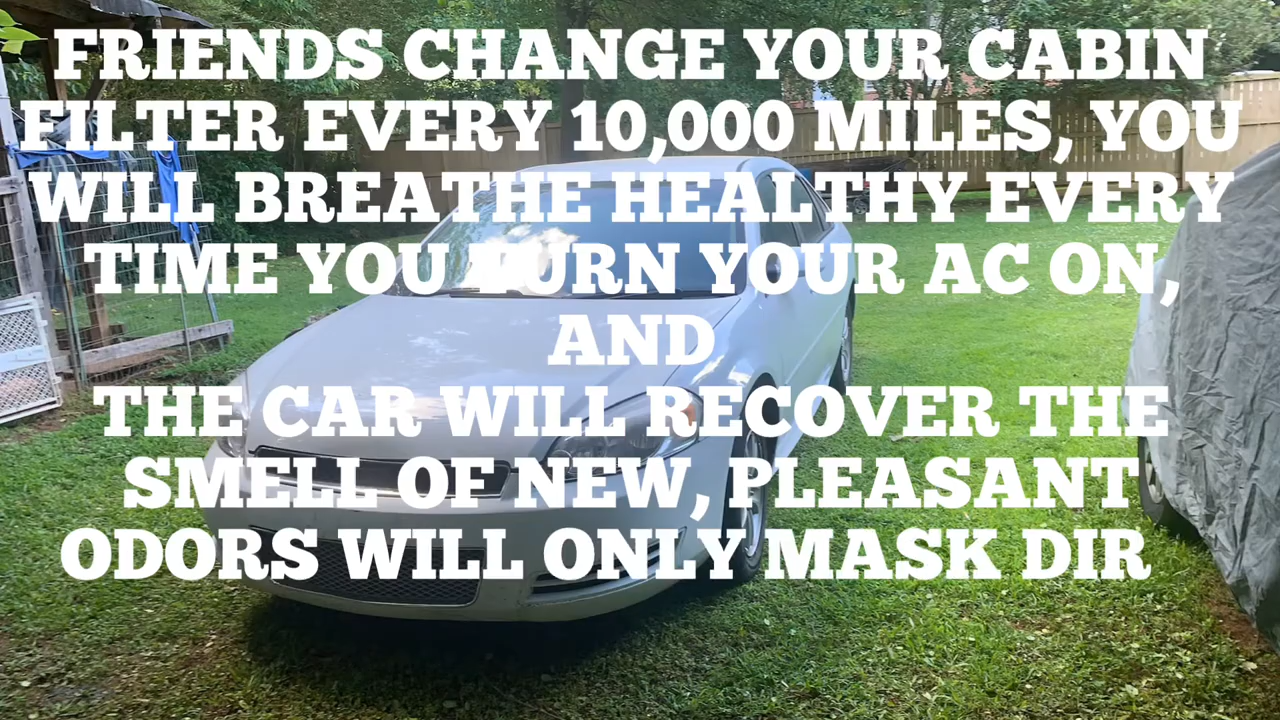 FRIENDS CHANGE YOUR CABIN
FILTER EVERY 10,000 MILES, YOU
WILL BREATHE HEALTHY EVERY
TIME YOU TURN YOUR AC ON,
AND
THE CAR WILL RECOVER THE
SMELL OF NEW, PLEASANT
ODORS WILL ONLY MASK DIR